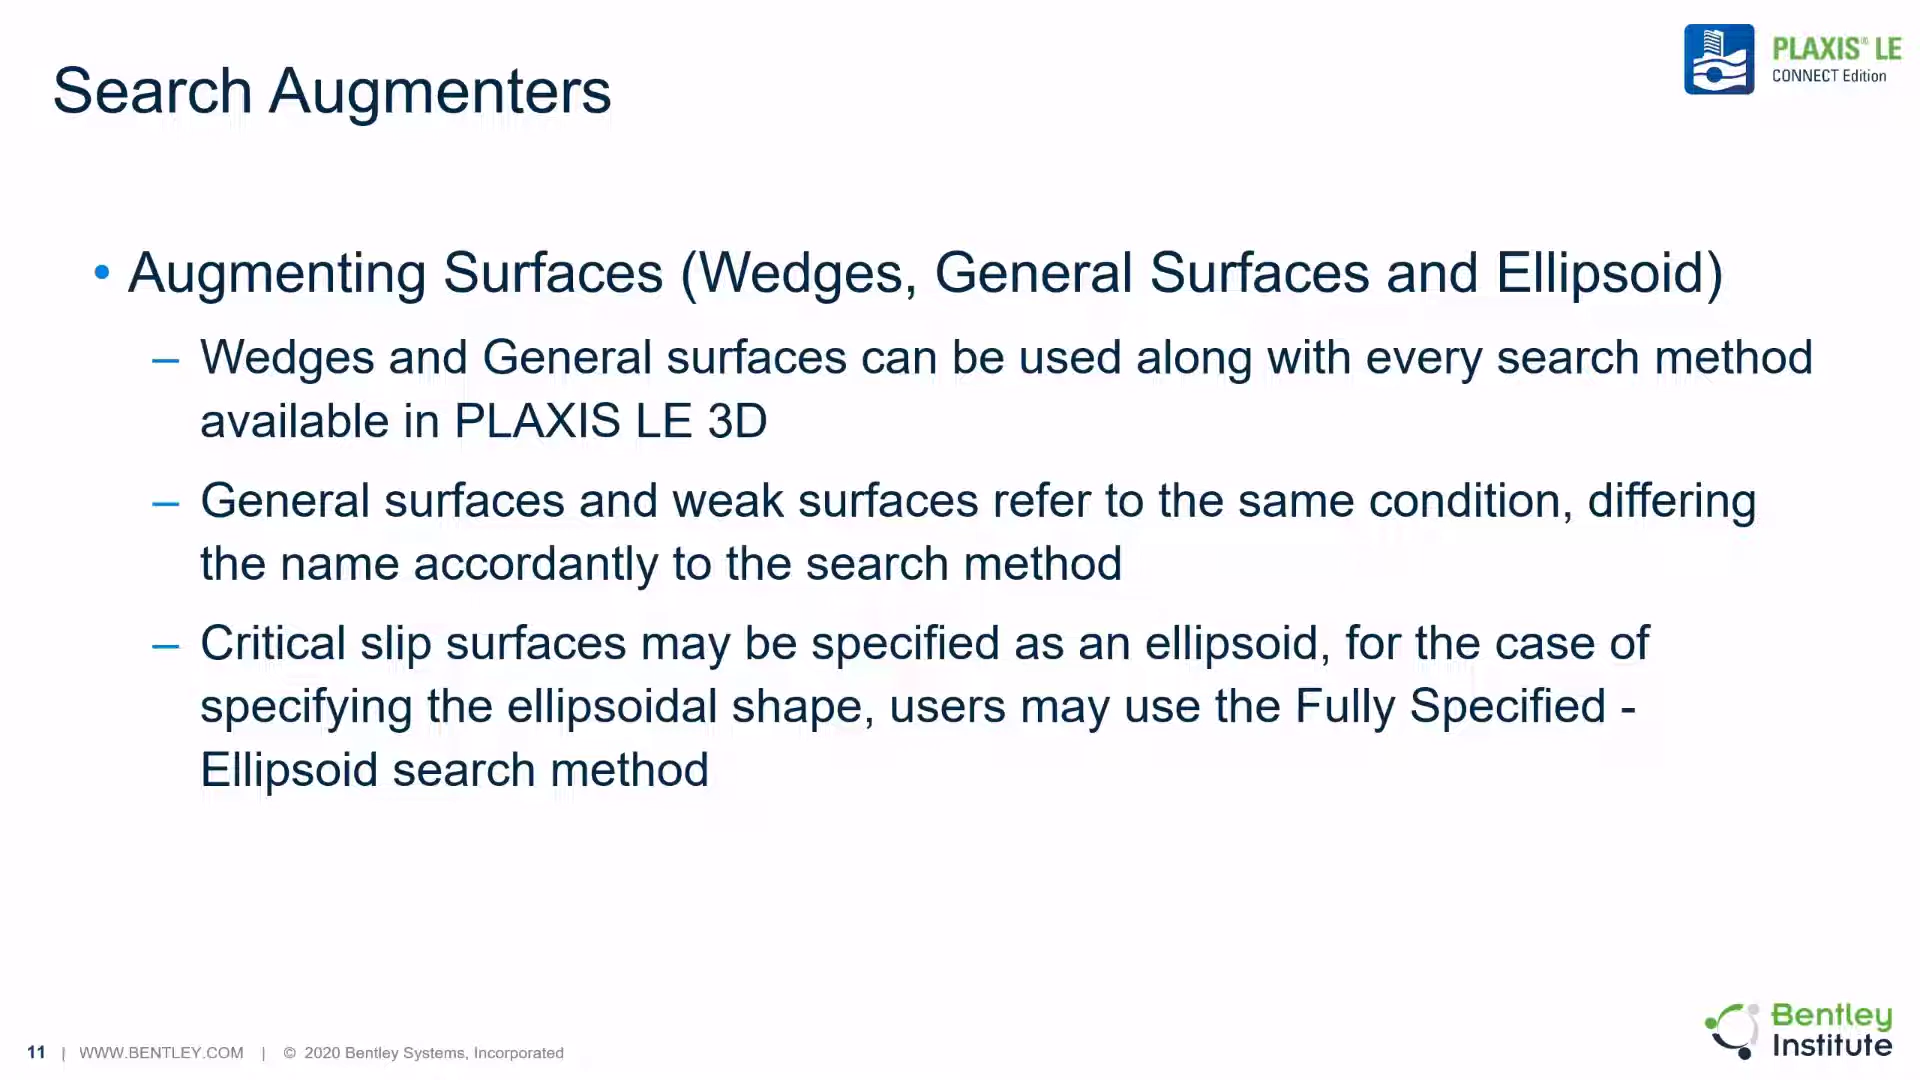 PLAXIS® LE
CONNECT Edition
Search Augmenters
• Augmenting Surfaces (Wedges, General Surfaces and Ellipsoid)
– Wedges and General surfaces can be used along with every search method
available in PLAXIS LE 3D
– General surfaces and weak surfaces refer to the same condition, differing
the name accordantly to the search method
– Critical slip surfaces may be specified as an ellipsoid, for the case of
specifying the ellipsoidal shape, users may use the Fully Specified -
Ellipsoid search method
11 | WWW.BENTLEY.COM | © 2020 Bentley Systems, Incorporated
Bentley
Institute